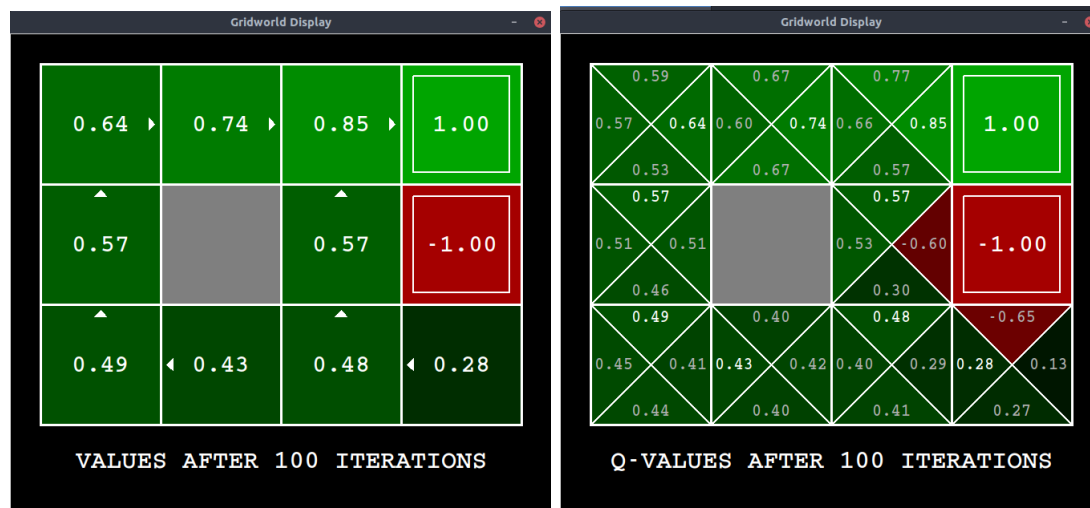 Gridworld Display
0.64 0.74 0.85 1.00
0.57 0.57 -1.00
0.49 0.43 0.48 0.28
VALUES AFTER 100 ITERATIONS
Gridworld Display
0.59 0.67 0.77
0.57 0.64 0.60 0.74 0.66 0.85 1.00
0.53 0.67 0.57
0.57 0.57
0.51 0.51 0.53 -0.60 -1.00
0.46 0.30
0.49 0.40 0.48 -0.65
0.45 0.41 0.43 0.42 0.40 0.29 0.28 0.13
0.44 0.40 0.41 0.27
Q-VALUES AFTER 100 ITERATIONS